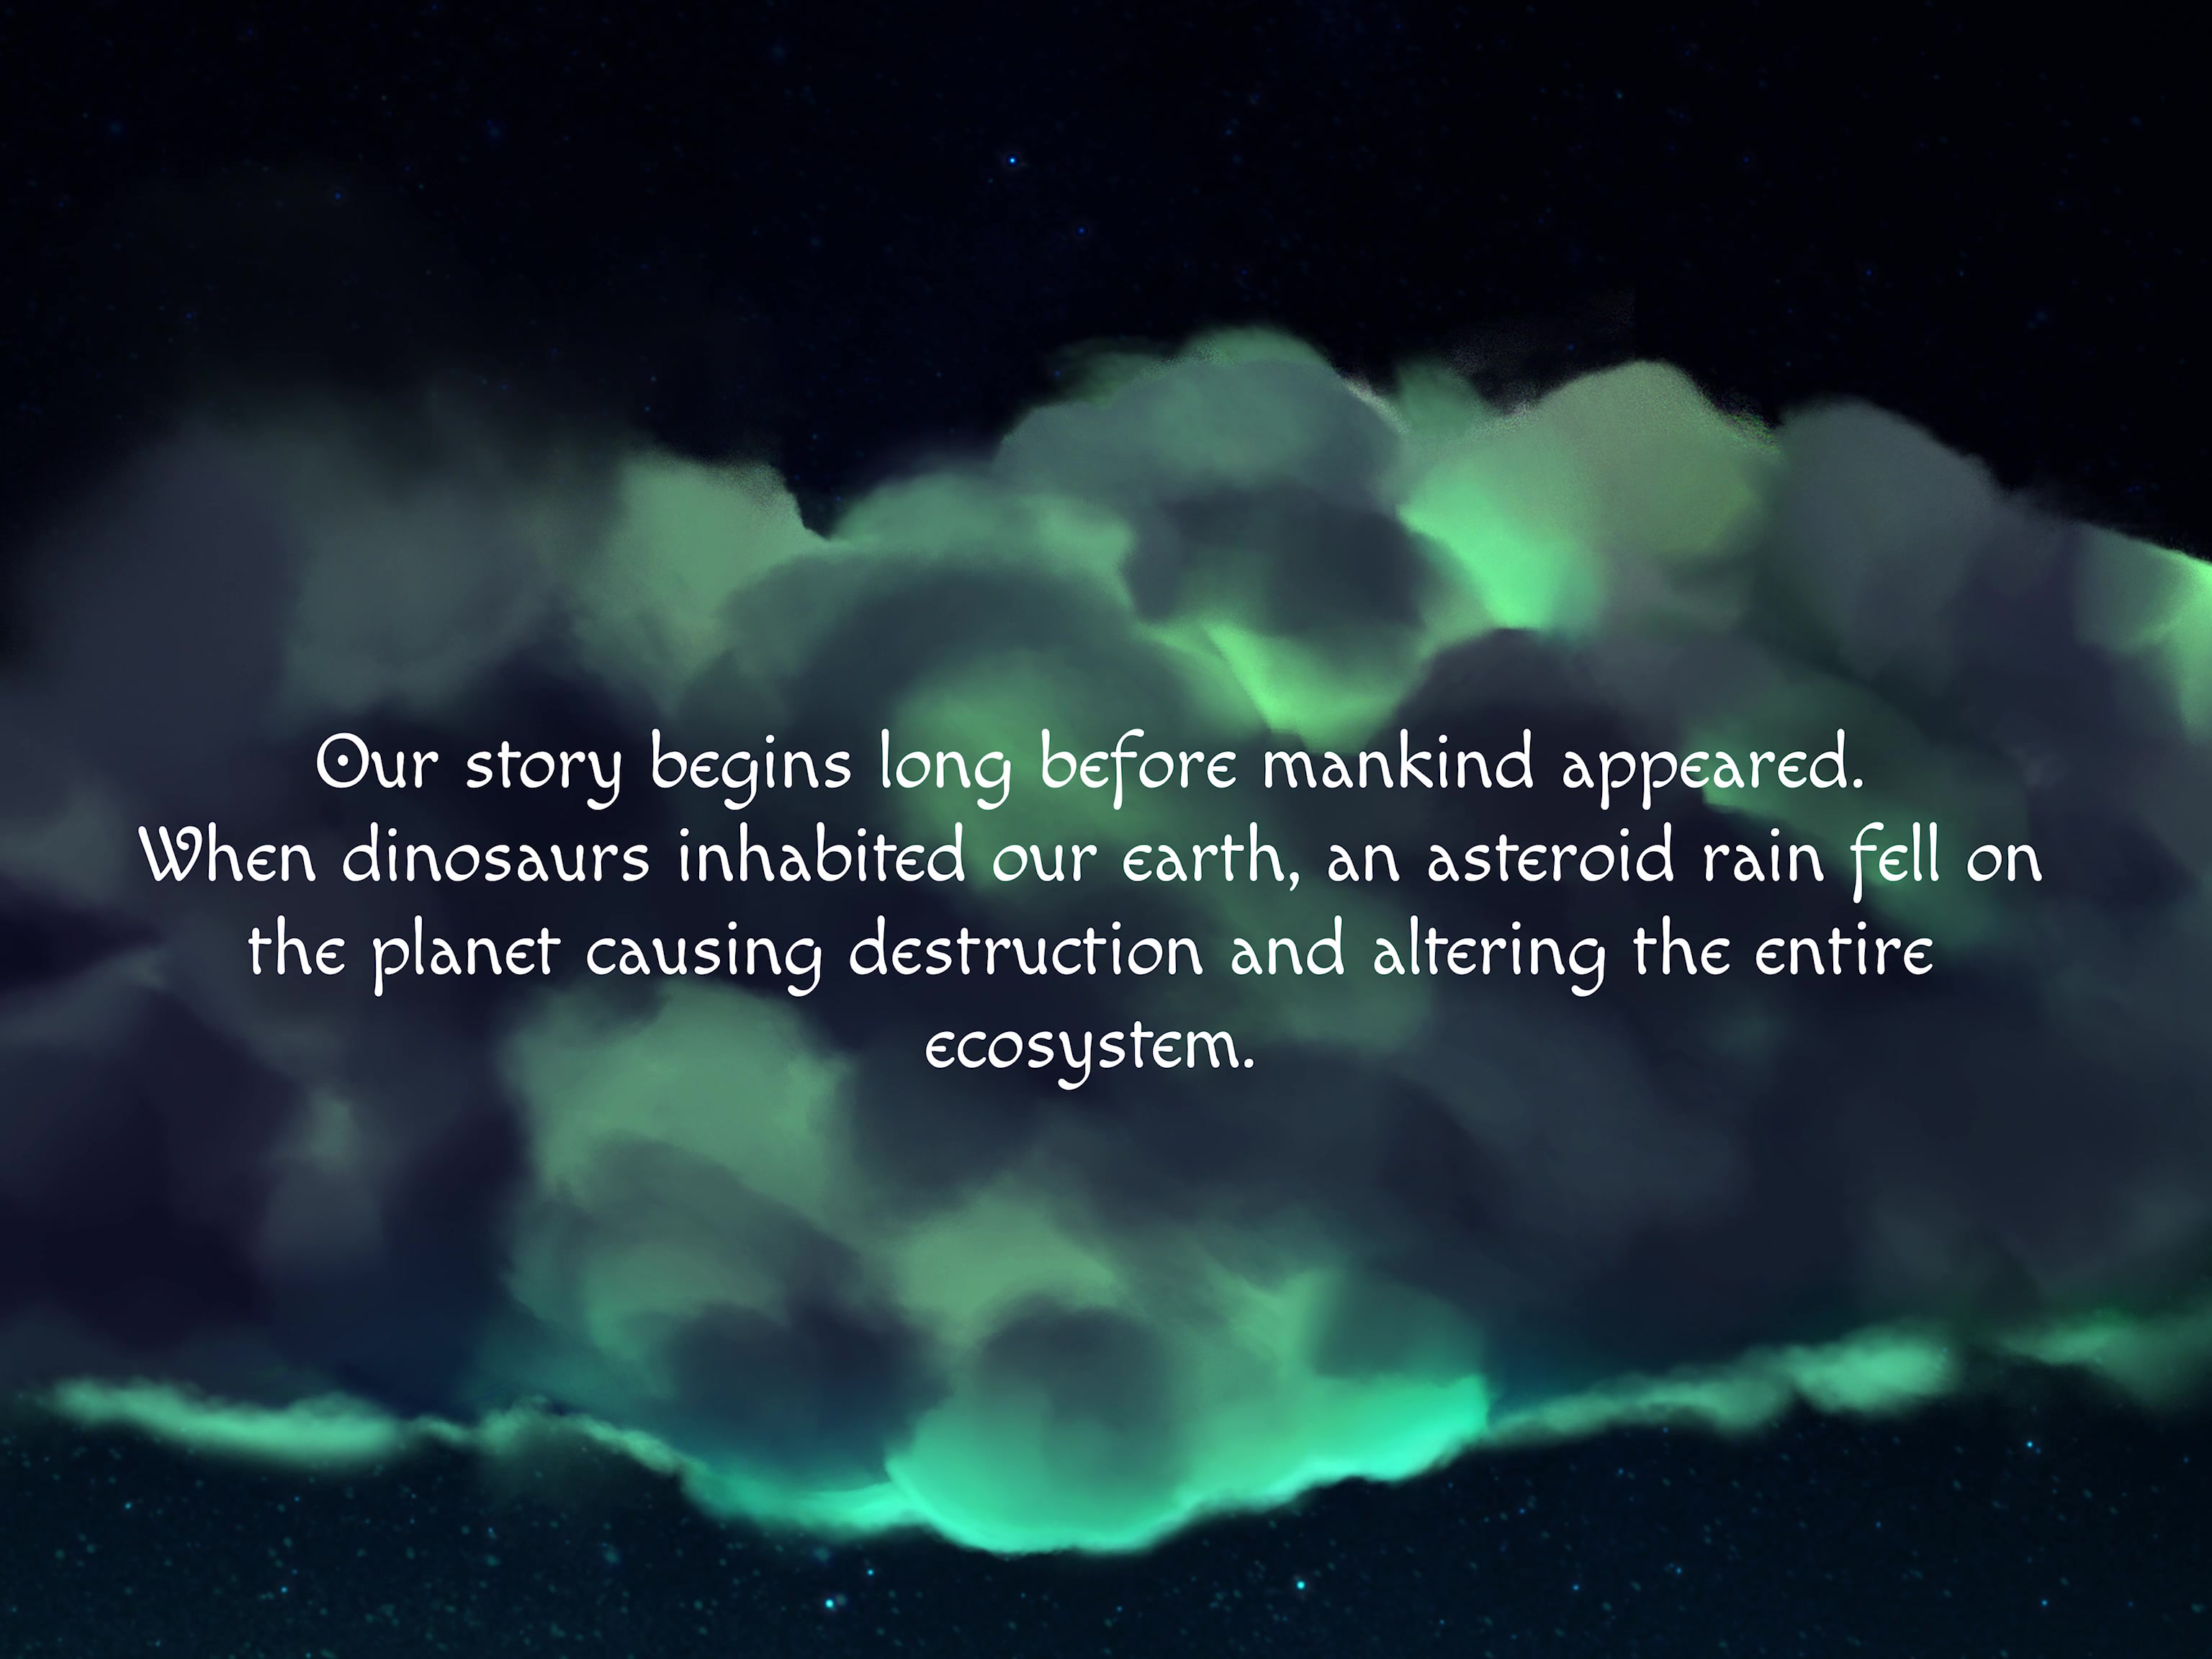 Our story begins long before mankind appeared.
When dinosaurs inhabited our earth, an asteroid rain fell on
the planet causing destruction and altering the entire
ecosystem.